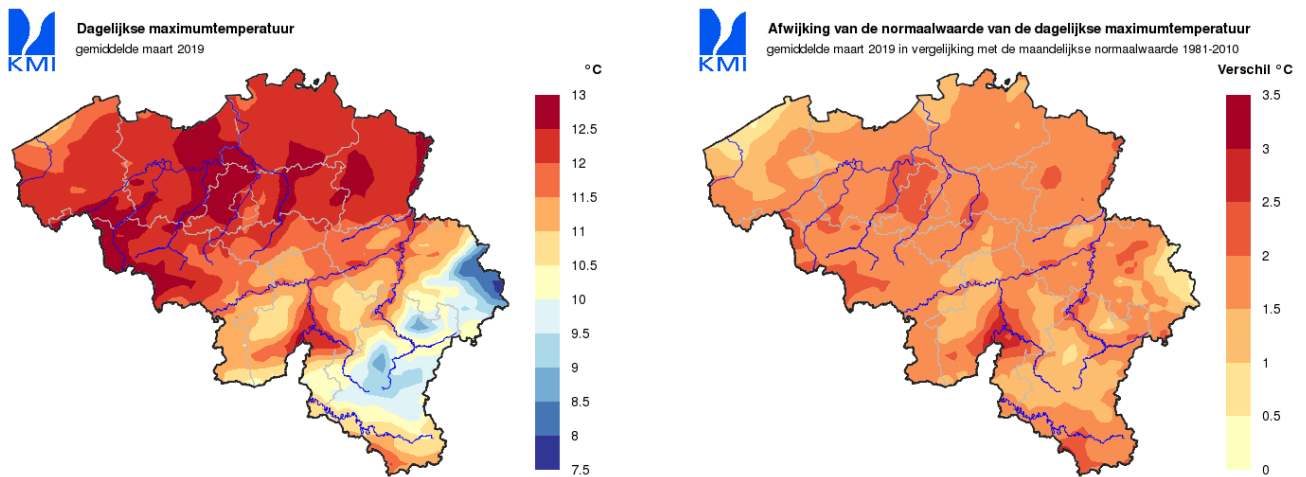 Dagelijkse maximumtemperatuur
gemiddelde maart 2019
KMI
°C
13
12.5
12
11.5
11
10.5
10
9.5
9
8.5
8
7.5
Afwijking van de normaalwaarde van de dagelijkse maximumtemperatuur
gemiddelde maart 2019 in vergelijking met de maandelijkse normaalwaarde 1981-2010
KMI
Verschil °C
3.5
3
2.5
2
1.5
1
0.5
0